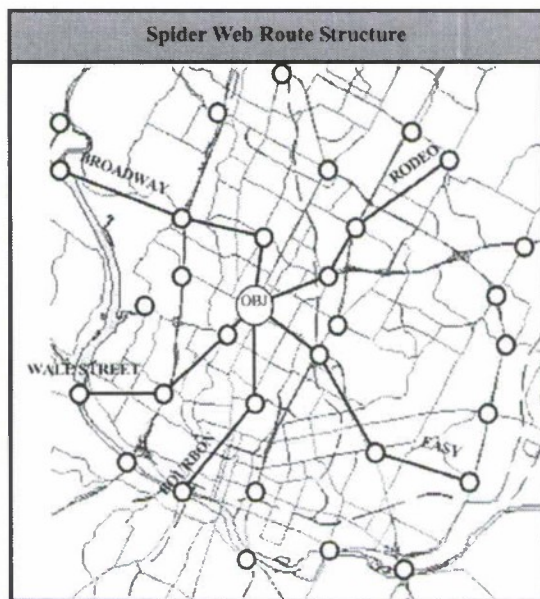 Spider Web Route Structure
BROADWAY
RODEO
OBJ
WALL STREET
BOURBON
EASY